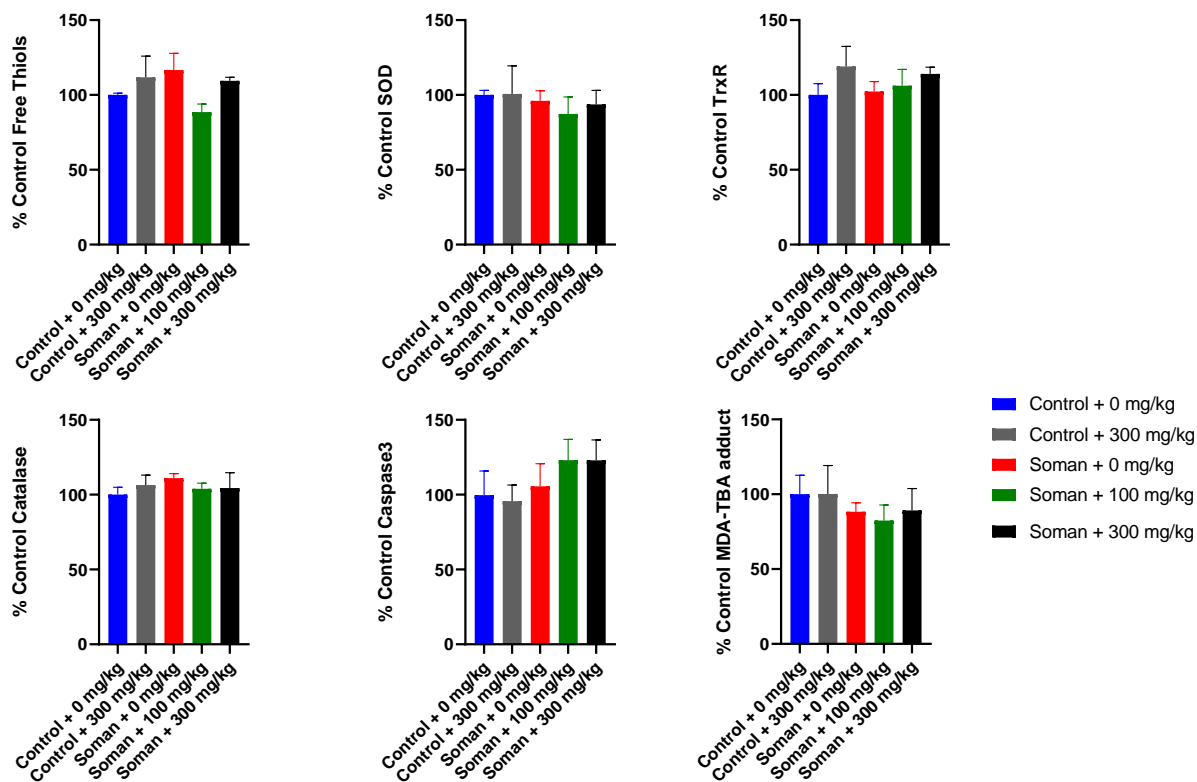 % Control Free Thiols
150
100
50
0
Control + 0 mg/kg
Control + 300 mg/kg
Soman + 0 mg/kg
Soman + 100 mg/kg
Soman + 300 mg/kg
% Control SOD
150
100
50
0
Control + 0 mg/kg
Control + 300 mg/kg
Soman + 0 mg/kg
Soman + 100 mg/kg
Soman + 300 mg/kg
% Control TrxR
150
100
50
0
Control + 0 mg/kg
Control + 300 mg/kg
Soman + 0 mg/kg
Soman + 100 mg/kg
Soman + 300 mg/kg
% Control Catalase
150
100
50
0
Control + 0 mg/kg
Control + 300 mg/kg
Soman + 0 mg/kg
Soman + 100 mg/kg
Soman + 300 mg/kg
% Control Caspase3
150
100
50
0
Control + 0 mg/kg
Control + 300 mg/kg
Soman + 0 mg/kg
Soman + 100 mg/kg
Soman + 300 mg/kg
% Control MDA-TBA adduct
150
100
50
0
Control + 0 mg/kg
Control + 300 mg/kg
Soman + 0 mg/kg
Soman + 100 mg/kg
Soman + 300 mg/kg
Control + 0 mg/kg
Control + 300 mg/kg
Soman + 0 mg/kg
Soman + 100 mg/kg
Soman + 300 mg/kg